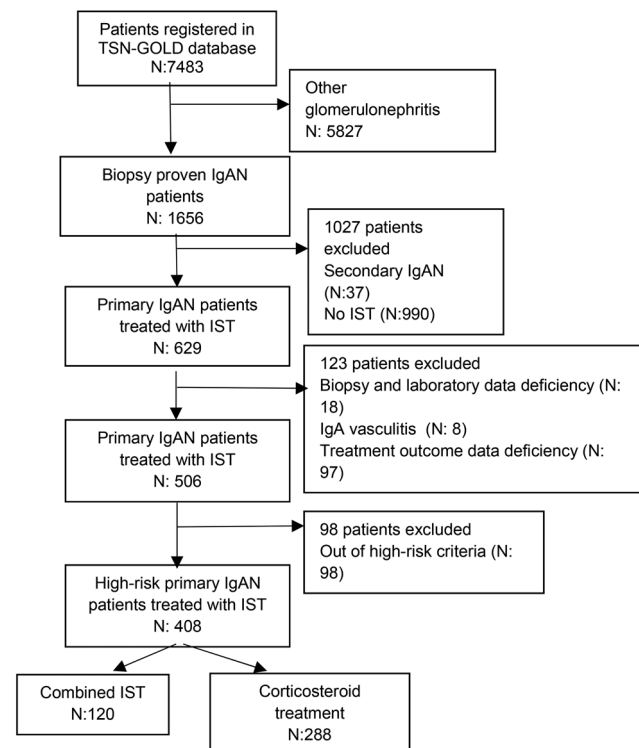 Patients registered in
TSN-GOLD database
N:7483
Other
glomerulonephritis
N: 5827
Biopsy proven IgAN
patients
N: 1656
1027 patients
excluded
Secondary IgAN
(N:37)
No IST (N:990)
Primary IgAN patients
treated with IST
N: 629
123 patients excluded
Biopsy and laboratory data deficiency (N:
18)
IgA vasculitis (N: 8)
Treatment outcome data deficiency (N:
97)
Primary IgAN patients
treated with IST
N: 506
98 patients excluded
Out of high-risk criteria (N:
98)
High-risk primary IgAN
patients treated with IST
N: 408
Combined IST
N:120
Corticosteroid
treatment
N:288